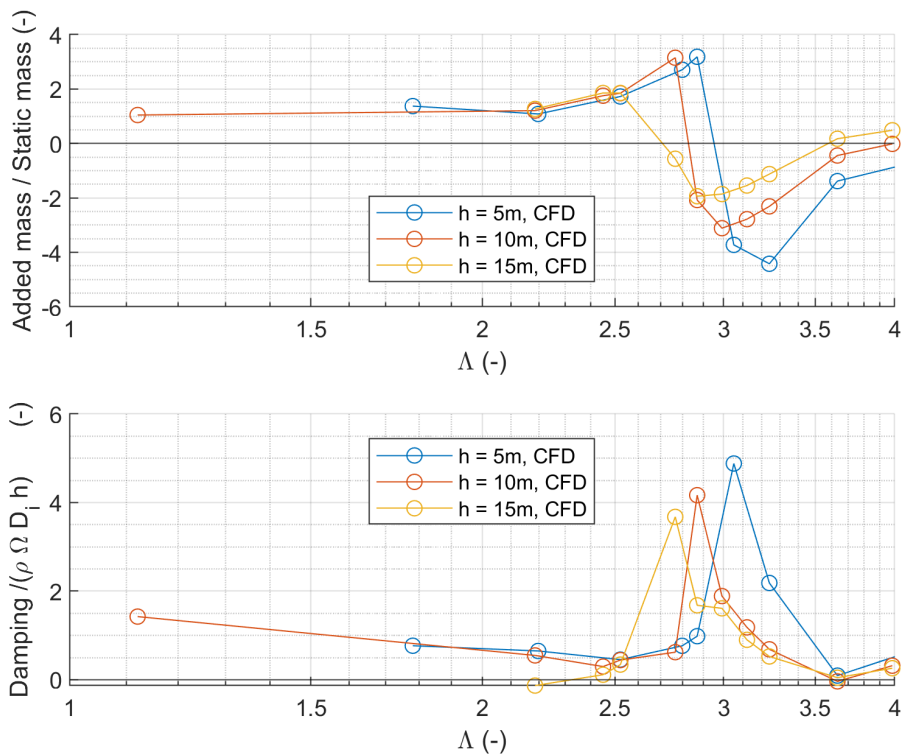 Added mass / Static mass (-)
4
2
0
-2
-4
-6
h = 5m, CFD
h = 10m, CFD
h = 15m, CFD
1
1.5
2
2.5
3
3.5
4
Λ (-)
Damping /(ρ Ω D_i h) (-)
6
4
2
0
h = 5m, CFD
h = 10m, CFD
h = 15m, CFD
1
1.5
2
2.5
3
3.5
4
Λ (-)